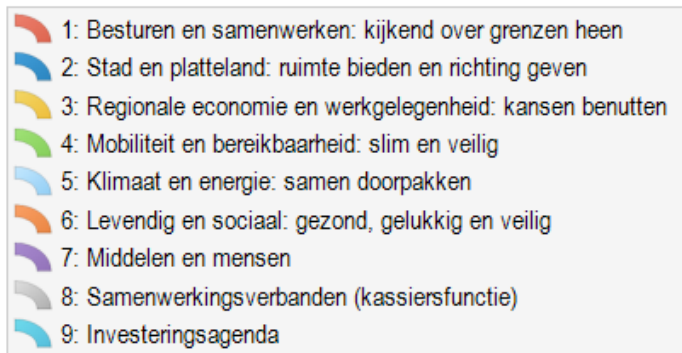 1: Besturen en samenwerken: kijkend over grenzen heen
2: Stad en platteland: ruimte bieden en richting geven
3: Regionale economie en werkgelegenheid: kansen benutten
4: Mobiliteit en bereikbaarheid: slim en veilig
5: Klimaat en energie: samen doorpakken
6: Levendig en sociaal: gezond, gelukkig en veilig
7: Middelen en mensen
8: Samenwerkingsverbanden (kassiersfunctie)
9: Investeringsagenda